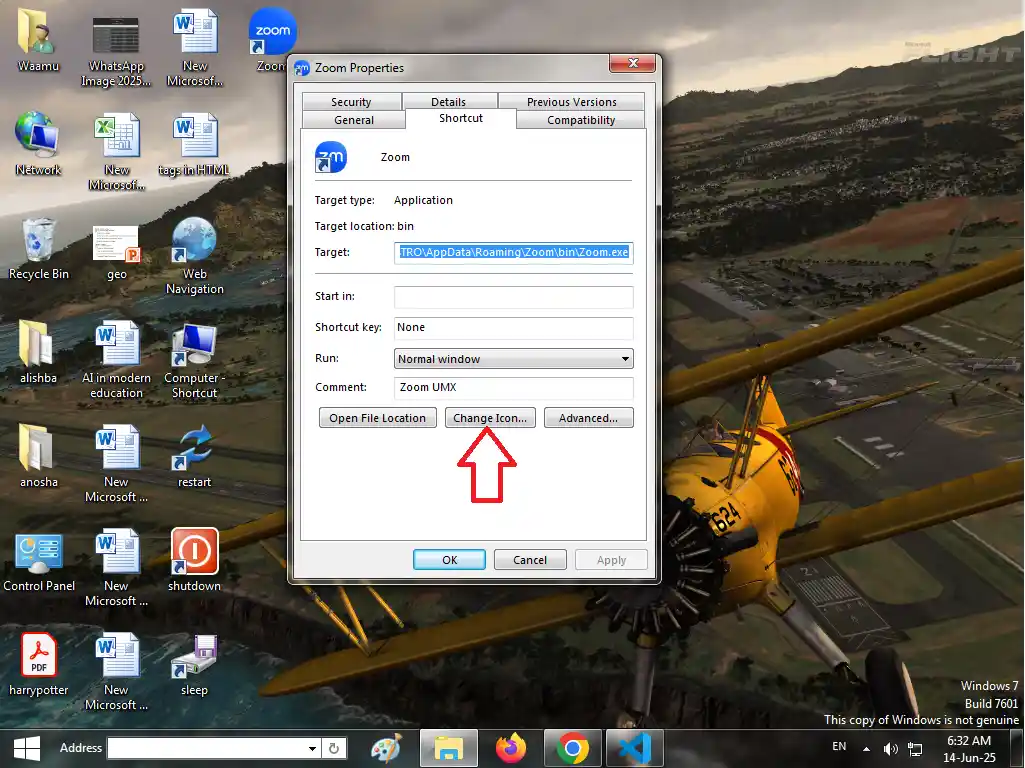 Waamu
WhatsApp
Image 2025...
New
Microsof...
zoom
Zoom
Network
New
Microsof...
tags in HTML
Recycle Bin
geo
Web
Navigation
alishba
AI in modern
education
Computer -
Shortcut
anosha
New
Microsoft ...
restart
Control Panel
New
Microsoft ...
shutdown
PDF
harrypotter
New
Microsoft ...
sleep
zm Zoom Properties
Security Details Previous Versions
General Shortcut Compatibility
zm Zoom
Target type: Application
Target location: bin
Target: TRO\AppData\Roaming\Zoom\bin\Zoom.exe
Start in:
Shortcut key: None
Run: Normal window
Comment: Zoom UMX
Open File Location Change Icon... Advanced...
OK Cancel Apply
FLIGHT
624
Windows 7
Build 7601
This copy of Windows is not genuine
Address
EN
6:32 AM
14-Jun-25